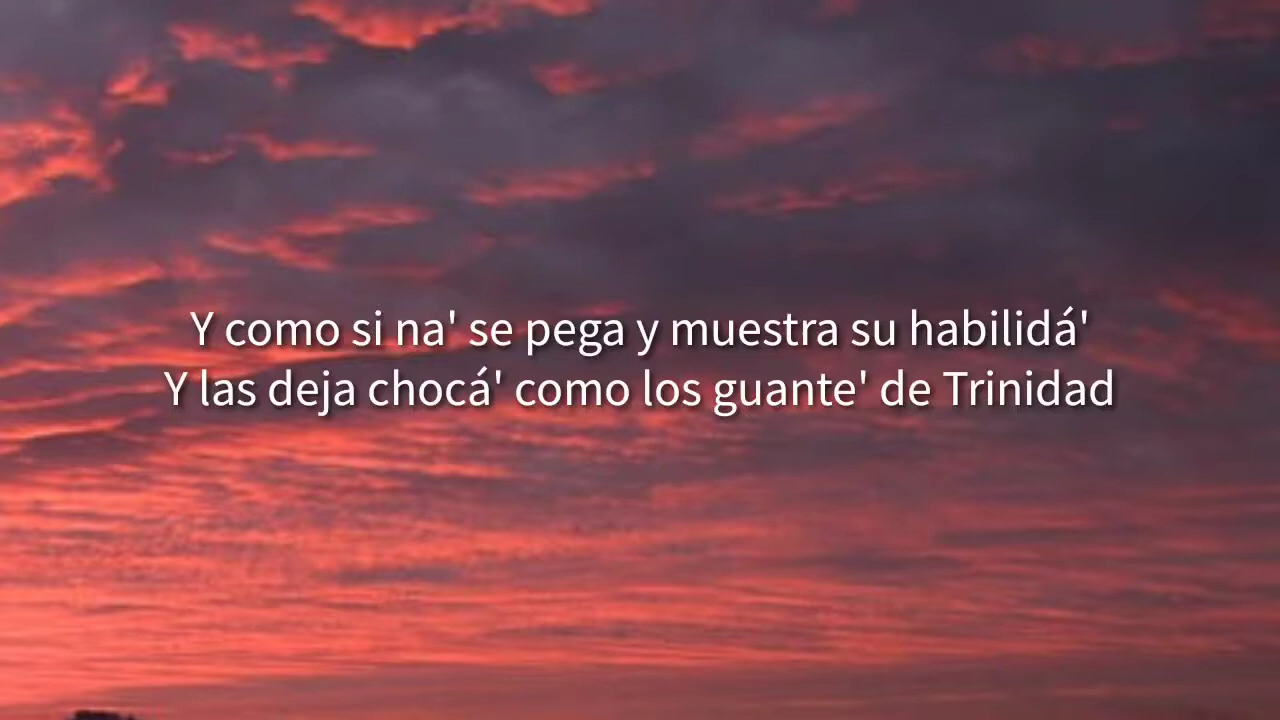 Y como si na' se pega y muestra su habilidá'
Y las deja chocá' como los guante' de Trinidad